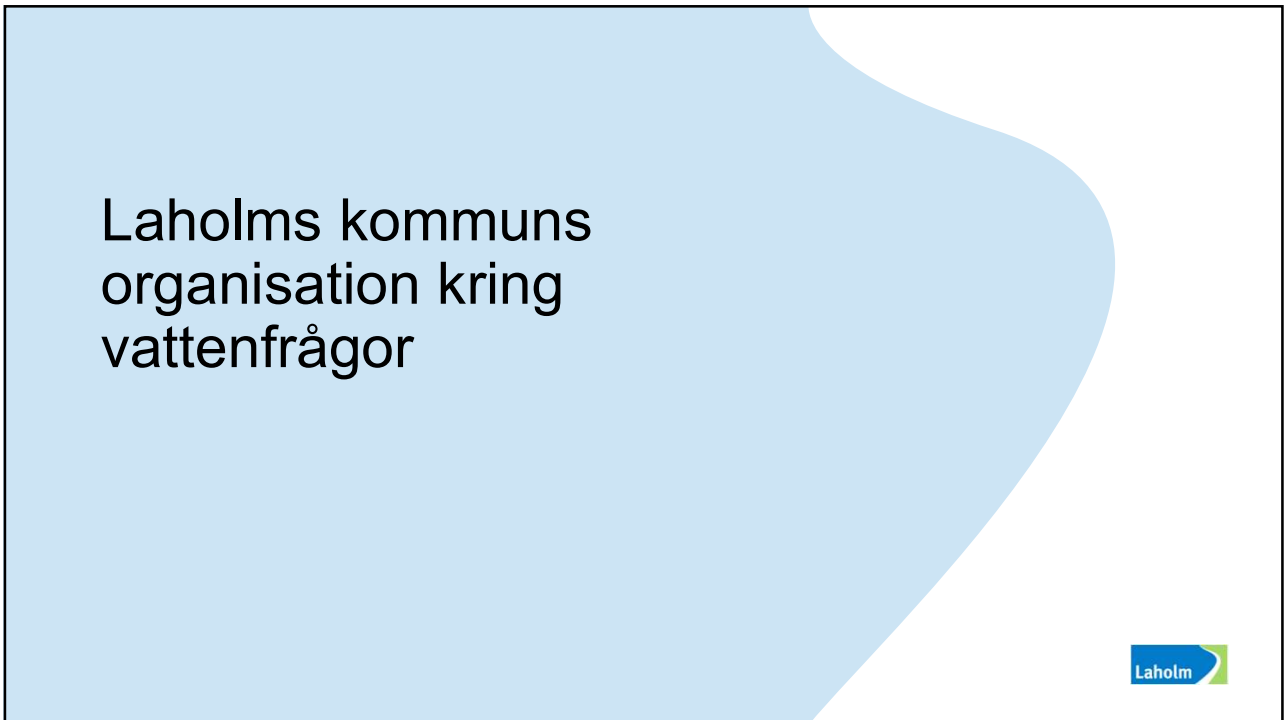 Laholms kommuns
organisation kring
vattenfrågor
Laholm